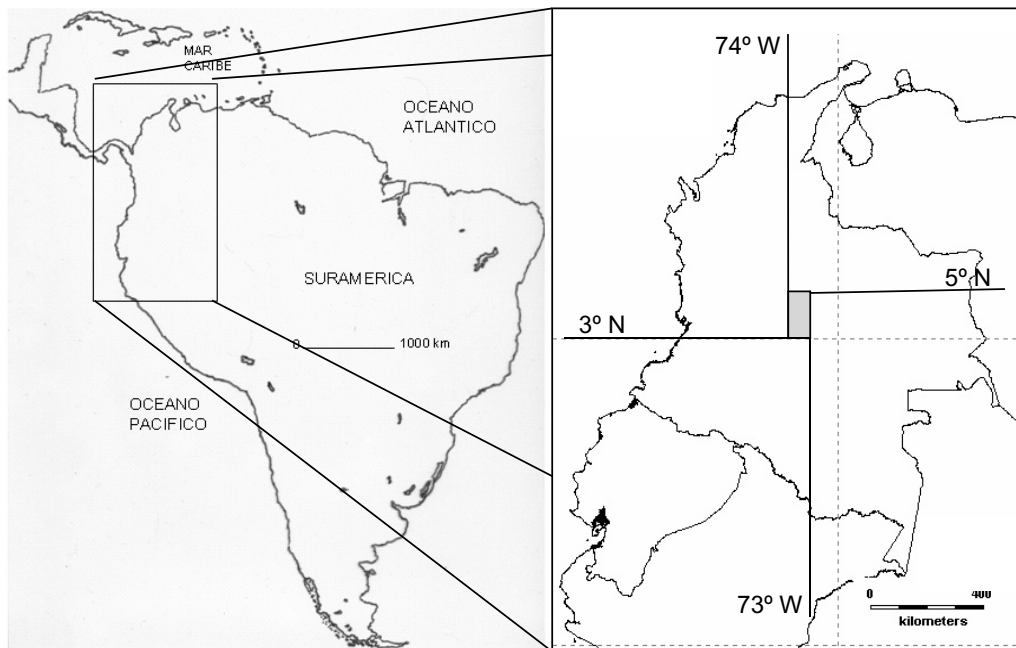 MAR
CARIBE
OCEANO
ATLANTICO
SURAMERICA
0 1000 km
OCEANO
PACIFICO
74º W
5º N
3º N
73º W
0 400
kilometers